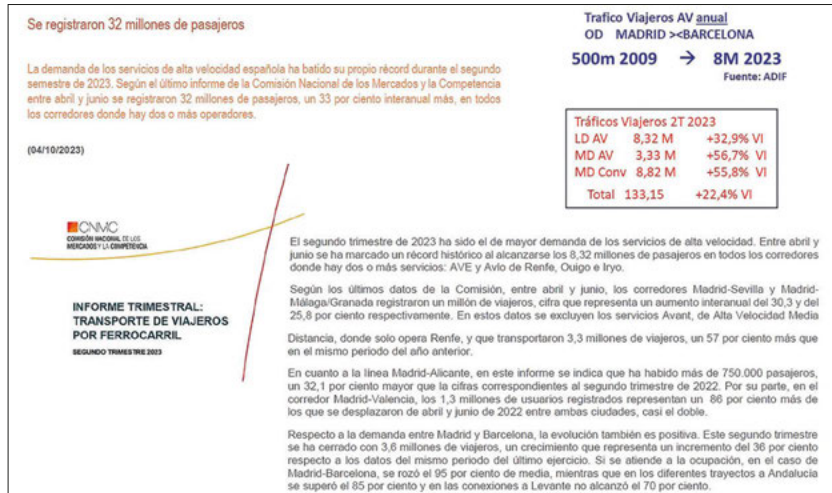 Se registraron 32 millones de pasajeros
La demanda de los servicios de alta velocidad española ha batido su propio récord durante el segundo
semestre de 2023. Según el último informe de la Comisión Nacional de los Mercados y la Competencia
entre abril y junio se registraron 32 millones de pasajeros, un 33 por ciento interanual más, en todos
los corredores donde hay dos o más operadores.
(04/10/2023)
Trafico Viajeros AV anual
OD MADRID ><BARCELONA
500m 2009 → 8M 2023
Fuente: ADIF
Tráficos Viajeros 2T 2023
LD AV 8,32 M +32,9% VI
MD AV 3,33 M +56,7% VI
MD Conv 8,82 M +55,8% VI
Total 133,15 +22,4% VI
CNMC
COMISIÓN NACIONAL DE LOS
MERCADOS Y LA COMPETENCIA
INFORME TRIMESTRAL:
TRANSPORTE DE VIAJEROS
POR FERROCARRIL
SEGUNDO TRIMESTRE 2023
El segundo trimestre de 2023 ha sido el de mayor demanda de los servicios de alta velocidad. Entre abril y
junio se ha marcado un récord histórico al alcanzarse los 8,32 millones de pasajeros en todos los corredores
donde hay dos o más servicios: AVE y Avlo de Renfe, Ouigo e Iryo.
Según los últimos datos de la Comisión, entre abril y junio, los corredores Madrid-Sevilla y Madrid-
Málaga/Granada registraron un millón de viajeros, cifra que representa un aumento interanual del 30,3 y del
25,8 por ciento respectivamente. En estos datos se excluyen los servicios Avant, de Alta Velocidad Media
Distancia, donde solo opera Renfe, y que transportaron 3,3 millones de viajeros, un 57 por ciento más que
en el mismo periodo del año anterior.
En cuanto a la línea Madrid-Alicante, en este informe se indica que ha habido más de 750.000 pasajeros,
un 32,1 por ciento mayor que la cifras correspondientes al segundo trimestre de 2022. Por su parte, en el
corredor Madrid-Valencia, los 1,3 millones de usuarios registrados representan un 86 por ciento más de
los que se desplazaron de abril y junio de 2022 entre ambas ciudades, casi el doble.
Respecto a la demanda entre Madrid y Barcelona, la evolución también es positiva. Este segundo trimestre
se ha cerrado con 3,6 millones de viajeros, un crecimiento que representa un incremento del 36 por ciento
respecto a los datos del mismo periodo del último ejercicio. Si se atiende a la ocupación, en el caso de
Madrid-Barcelona, se rozó el 95 por ciento de media, mientras que en los diferentes trayectos a Andalucía
se superó el 85 por ciento y en las conexiones a Levante no alcanzó el 70 por ciento.